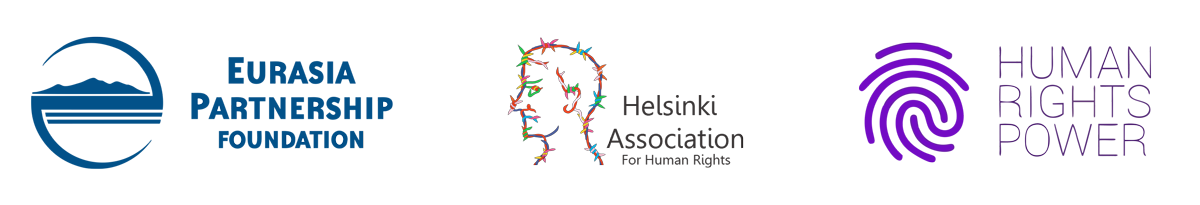 EURASIA
PARTNERSHIP
FOUNDATION
Helsinki
Association
For Human Rights
HUMAN
RIGHTS
POWER